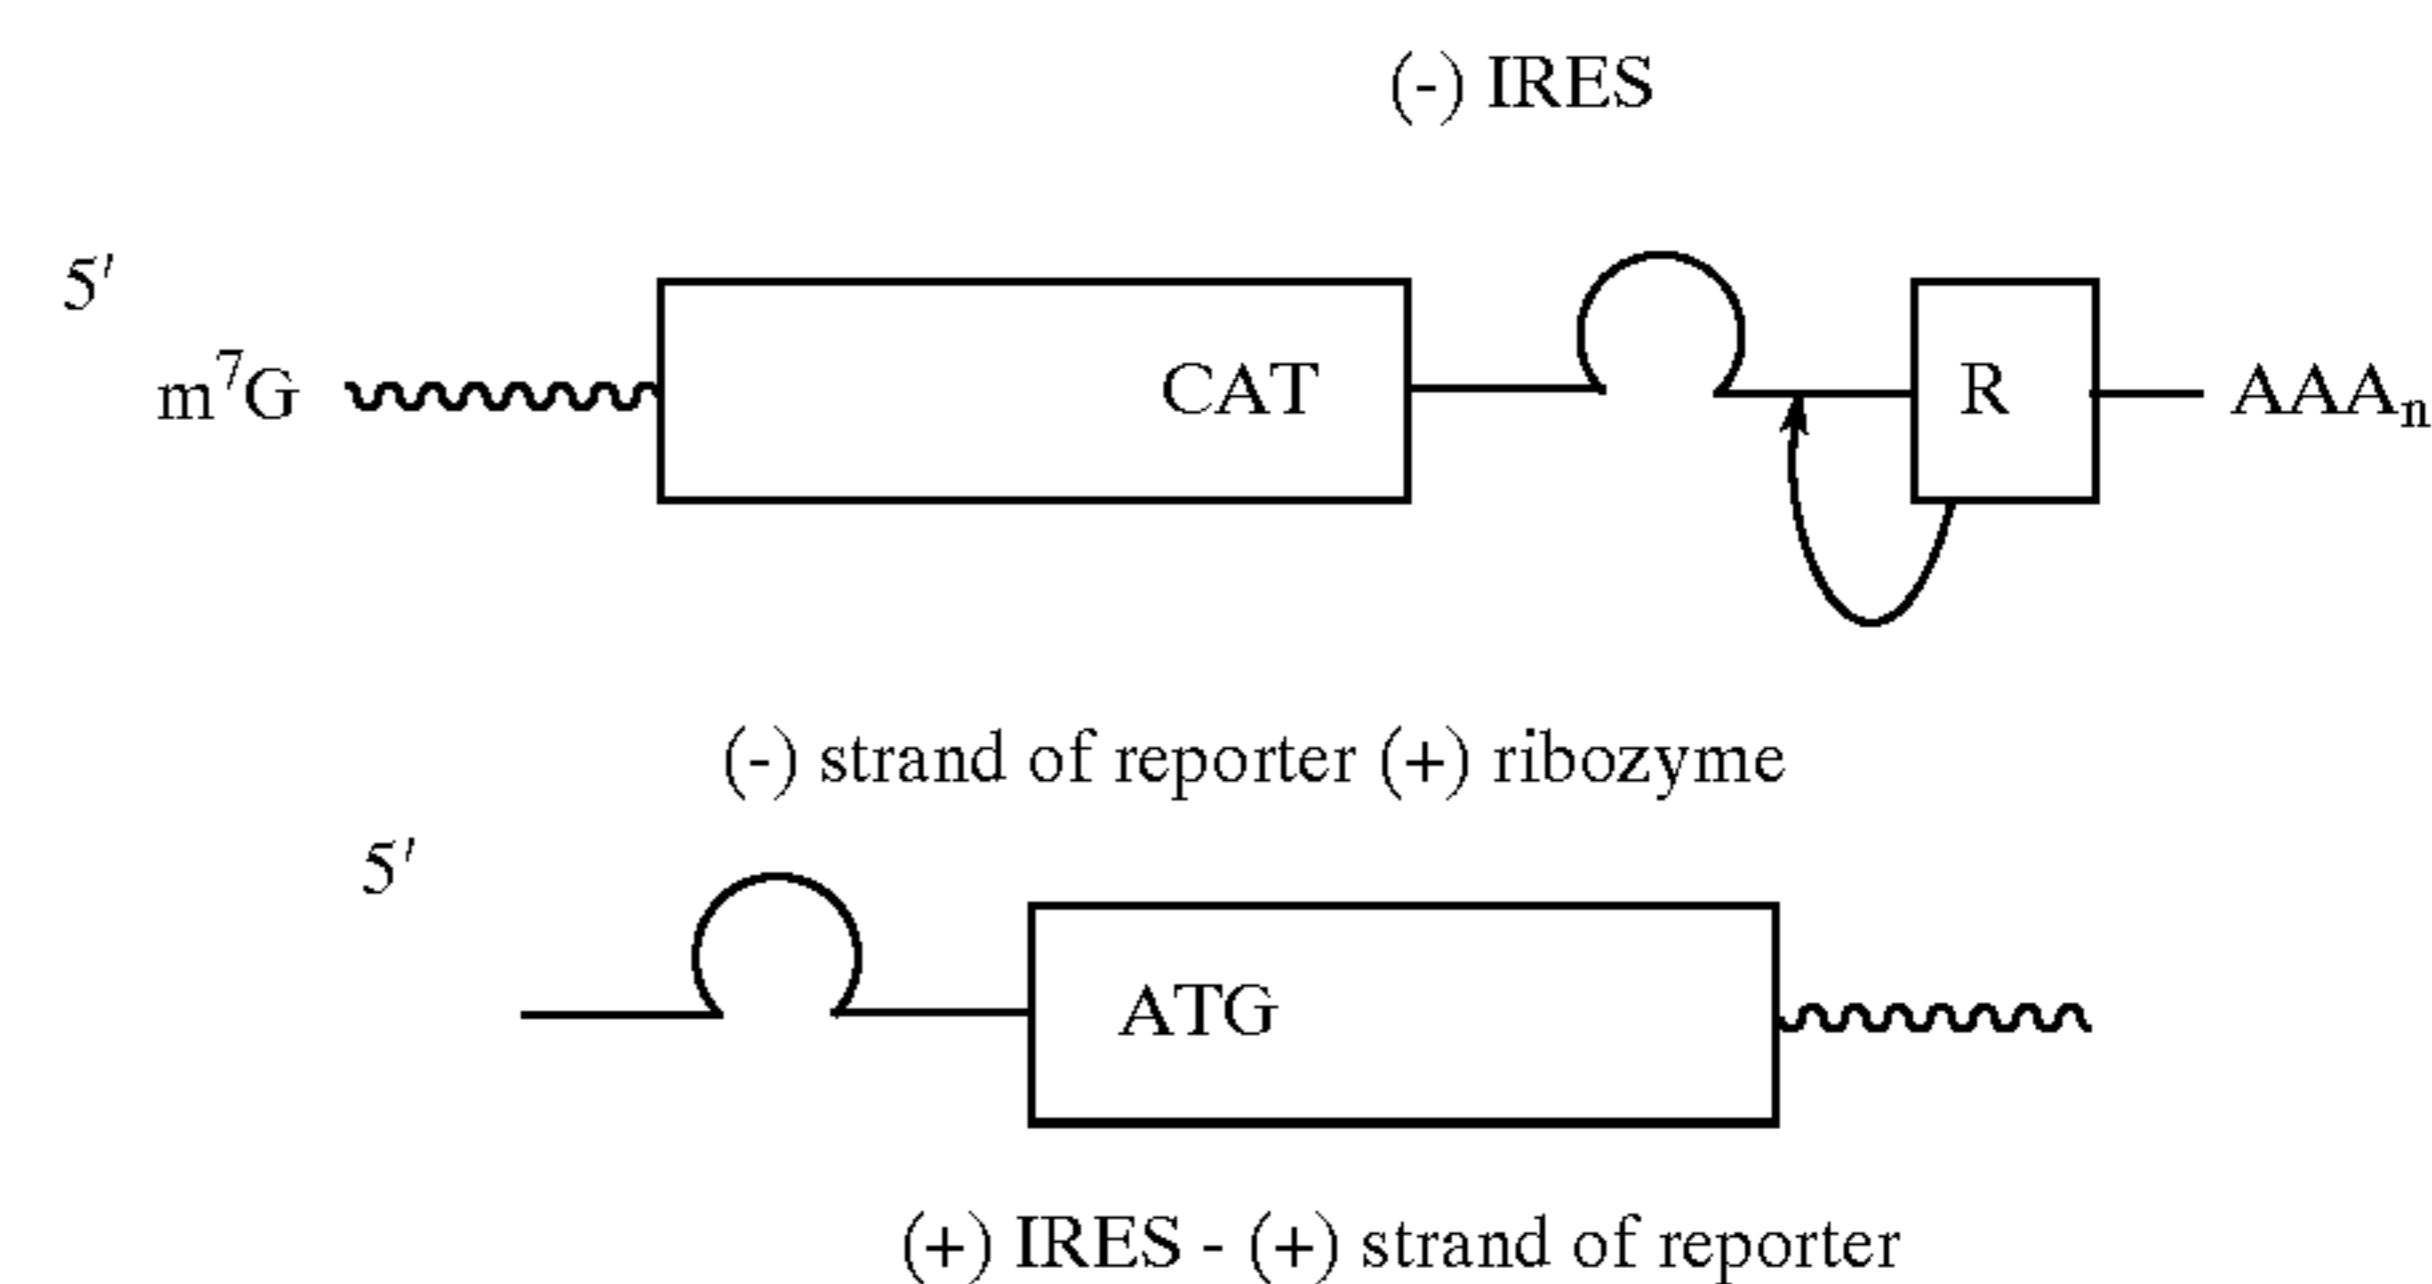 (-) IRES
5'
m⁷G CAT R AAAₙ
(-) strand of reporter (+) ribozyme
5'
ATG
(+) IRES - (+) strand of reporter